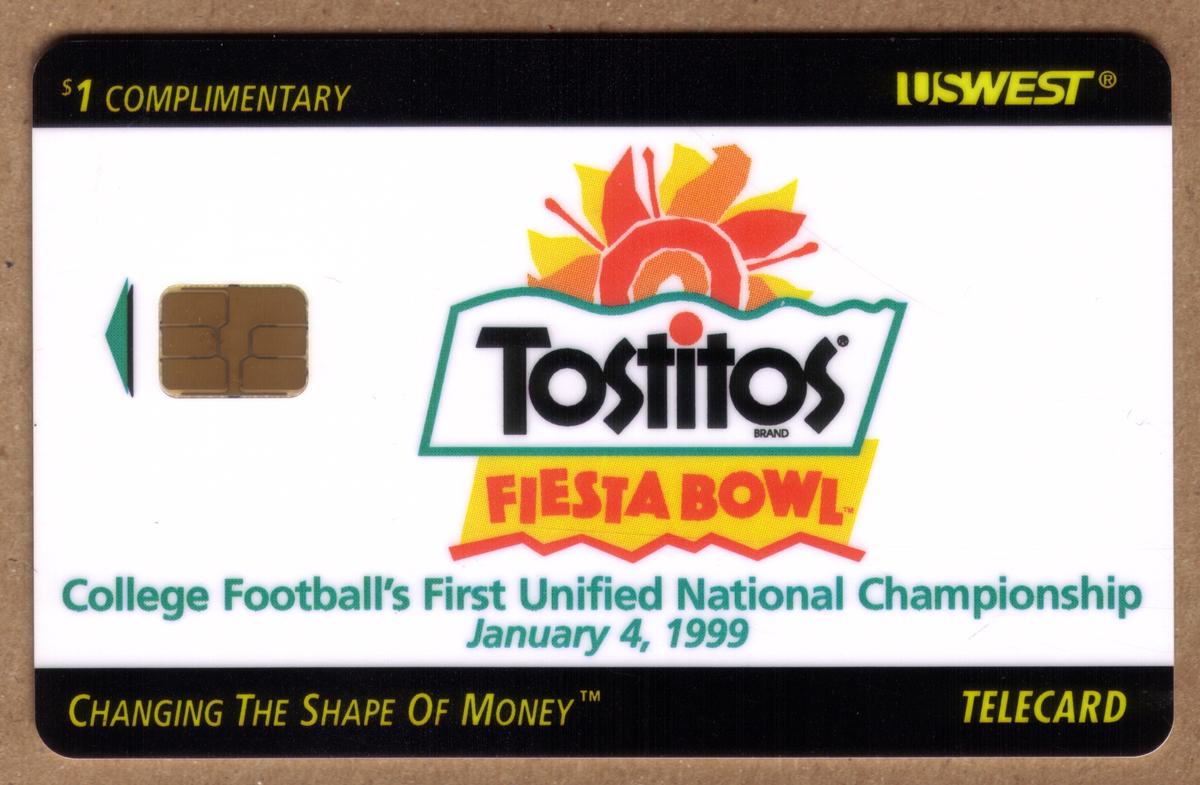 $1 COMPLIMENTARY
USWEST®
TOSTITOS®
BRAND
FIESTA BOWL™
College Football's First Unified National Championship
January 4, 1999
CHANGING THE SHAPE OF MONEY™
TELECARD